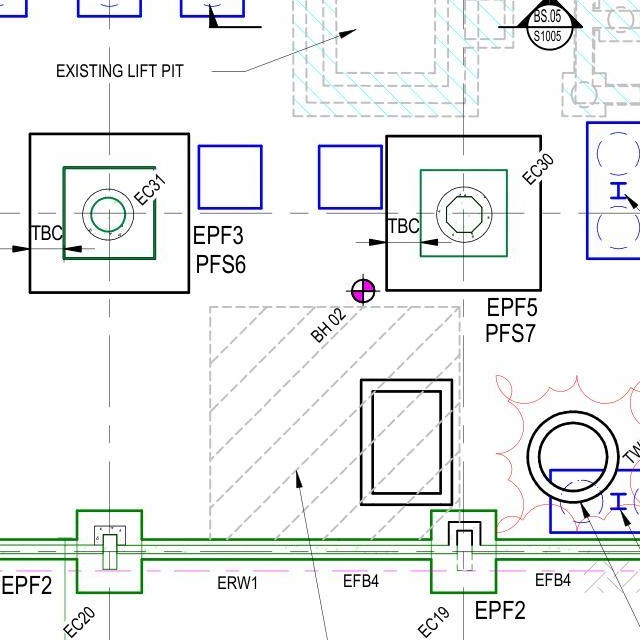 BS.05
S1005
EXISTING LIFT PIT
EC31
EC30
TBC
EPF3
PFS6
TBC
EPF5
PFS7
BH 02
EPF2
ERW1
EFB4
EFB4
EPF2
EC20
EC19